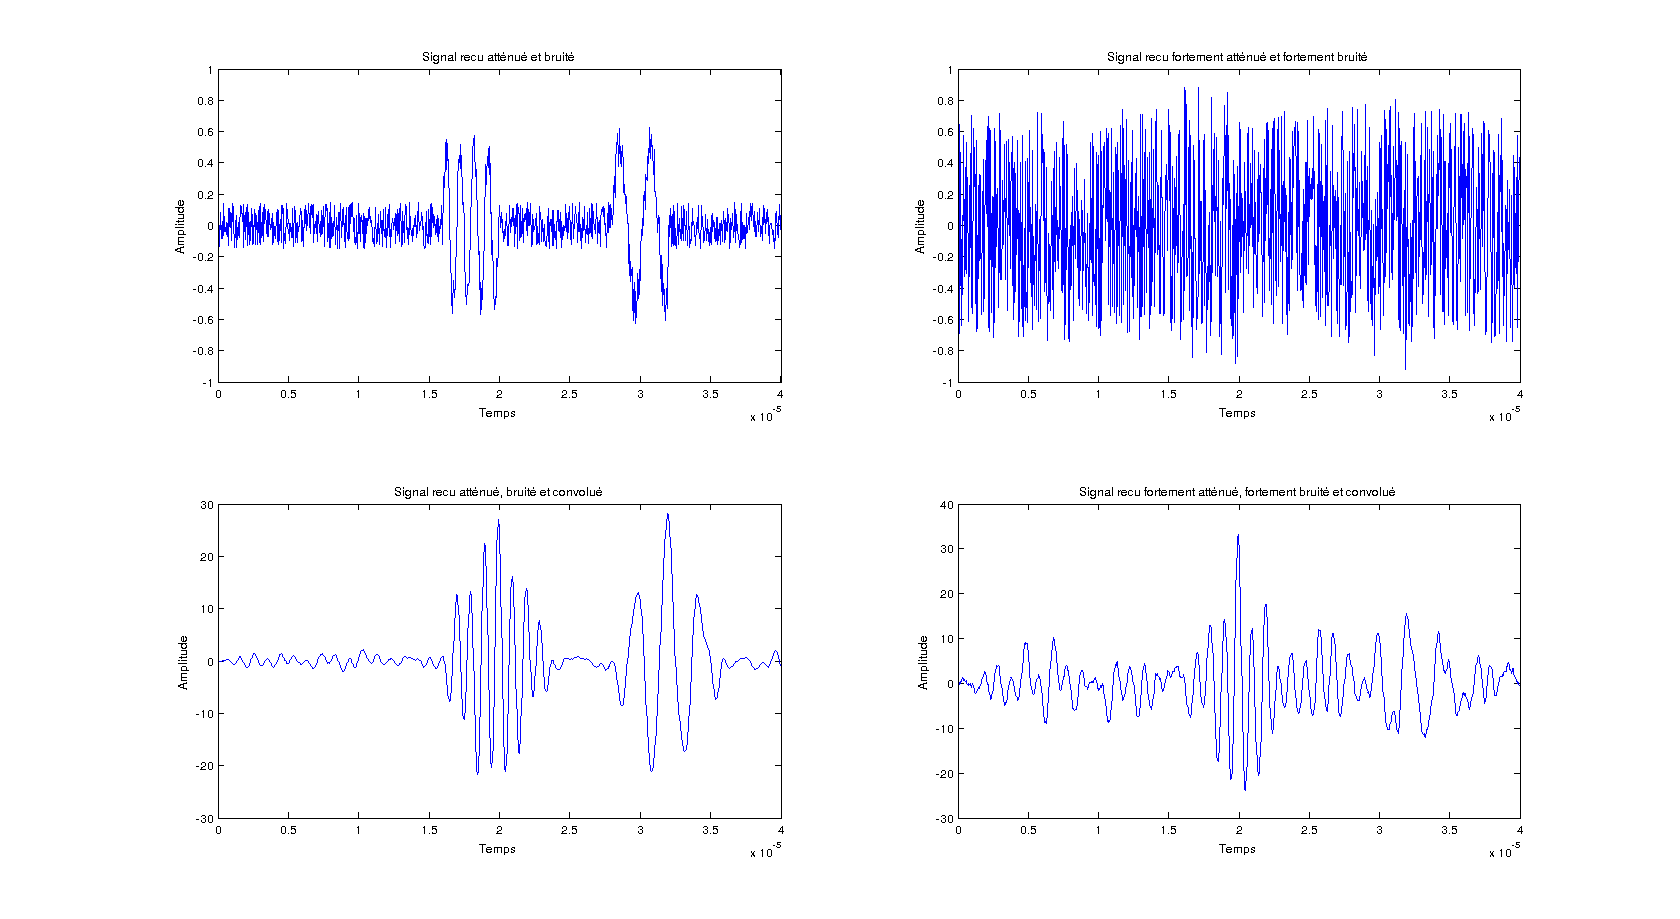 Signal recu atténué et bruité
1
0.8
0.6
0.4
0.2
0
-0.2
-0.4
-0.6
-0.8
-1
Amplitude
0 0.5 1 1.5 2 2.5 3 3.5 4
Temps
x 10-5
Signal recu fortement atténué et fortement bruité
1
0.8
0.6
0.4
0.2
0
-0.2
-0.4
-0.6
-0.8
-1
Amplitude
0 0.5 1 1.5 2 2.5 3 3.5 4
Temps
x 10-5
Signal recu atténué, bruité et convolué
30
20
10
0
-10
-20
-30
Amplitude
0 0.5 1 1.5 2 2.5 3 3.5 4
Temps
x 10-5
Signal recu fortement atténué, fortement bruité et convolué
40
30
20
10
0
-10
-20
-30
Amplitude
0 0.5 1 1.5 2 2.5 3 3.5 4
Temps
x 10-5